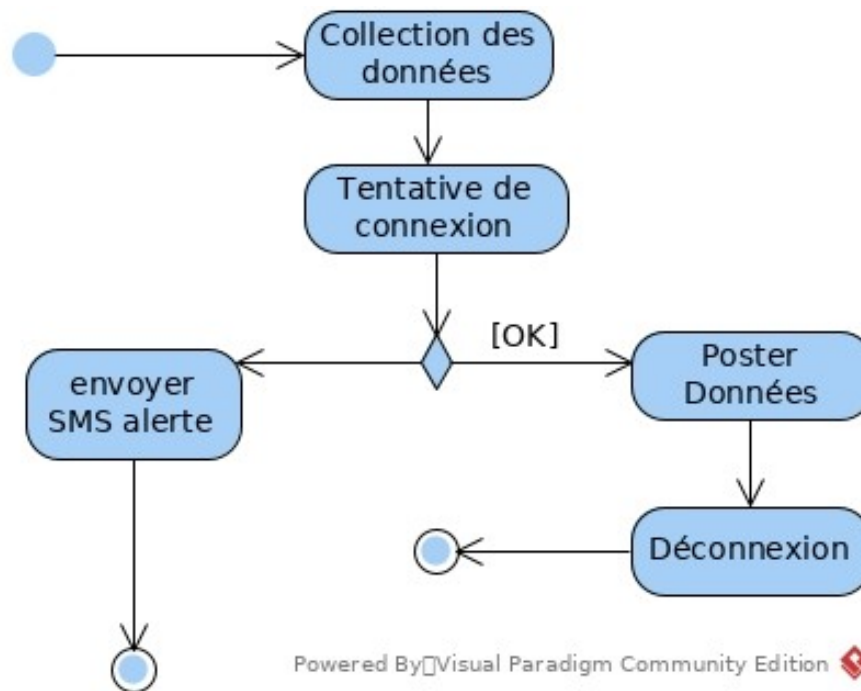 Collection des
données
Tentative de
connexion
[OK]
envoyer
SMS alerte
Poster
Données
Déconnexion
Powered By Visual Paradigm Community Edition